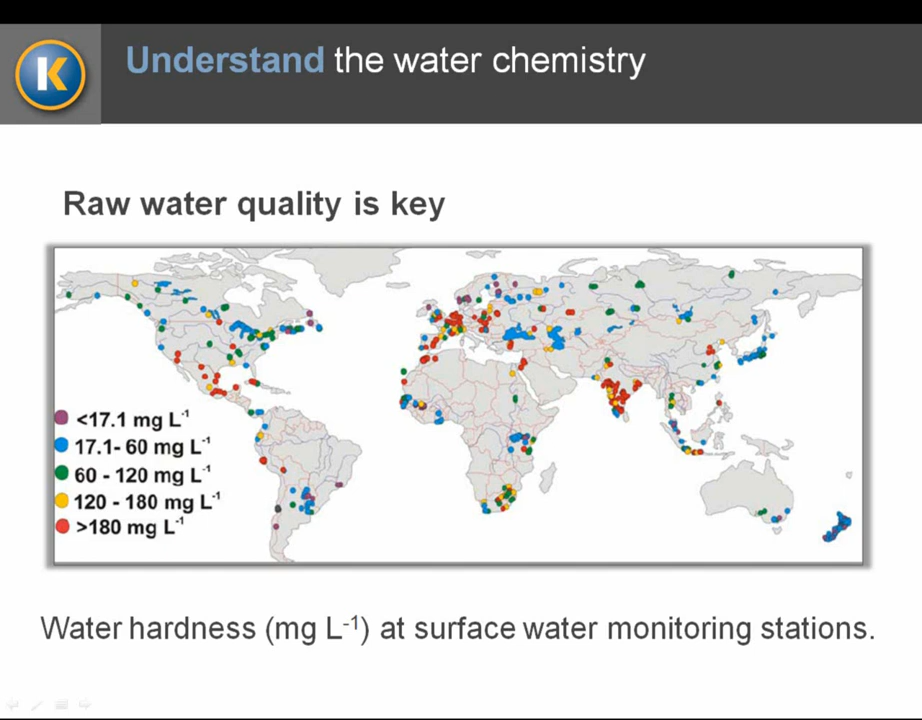 K
Understand the water chemistry
Raw water quality is key
<17.1 mg L⁻¹
17.1- 60 mg L⁻¹
60 - 120 mg L⁻¹
120 - 180 mg L⁻¹
>180 mg L⁻¹
Water hardness (mg L⁻¹) at surface water monitoring stations.